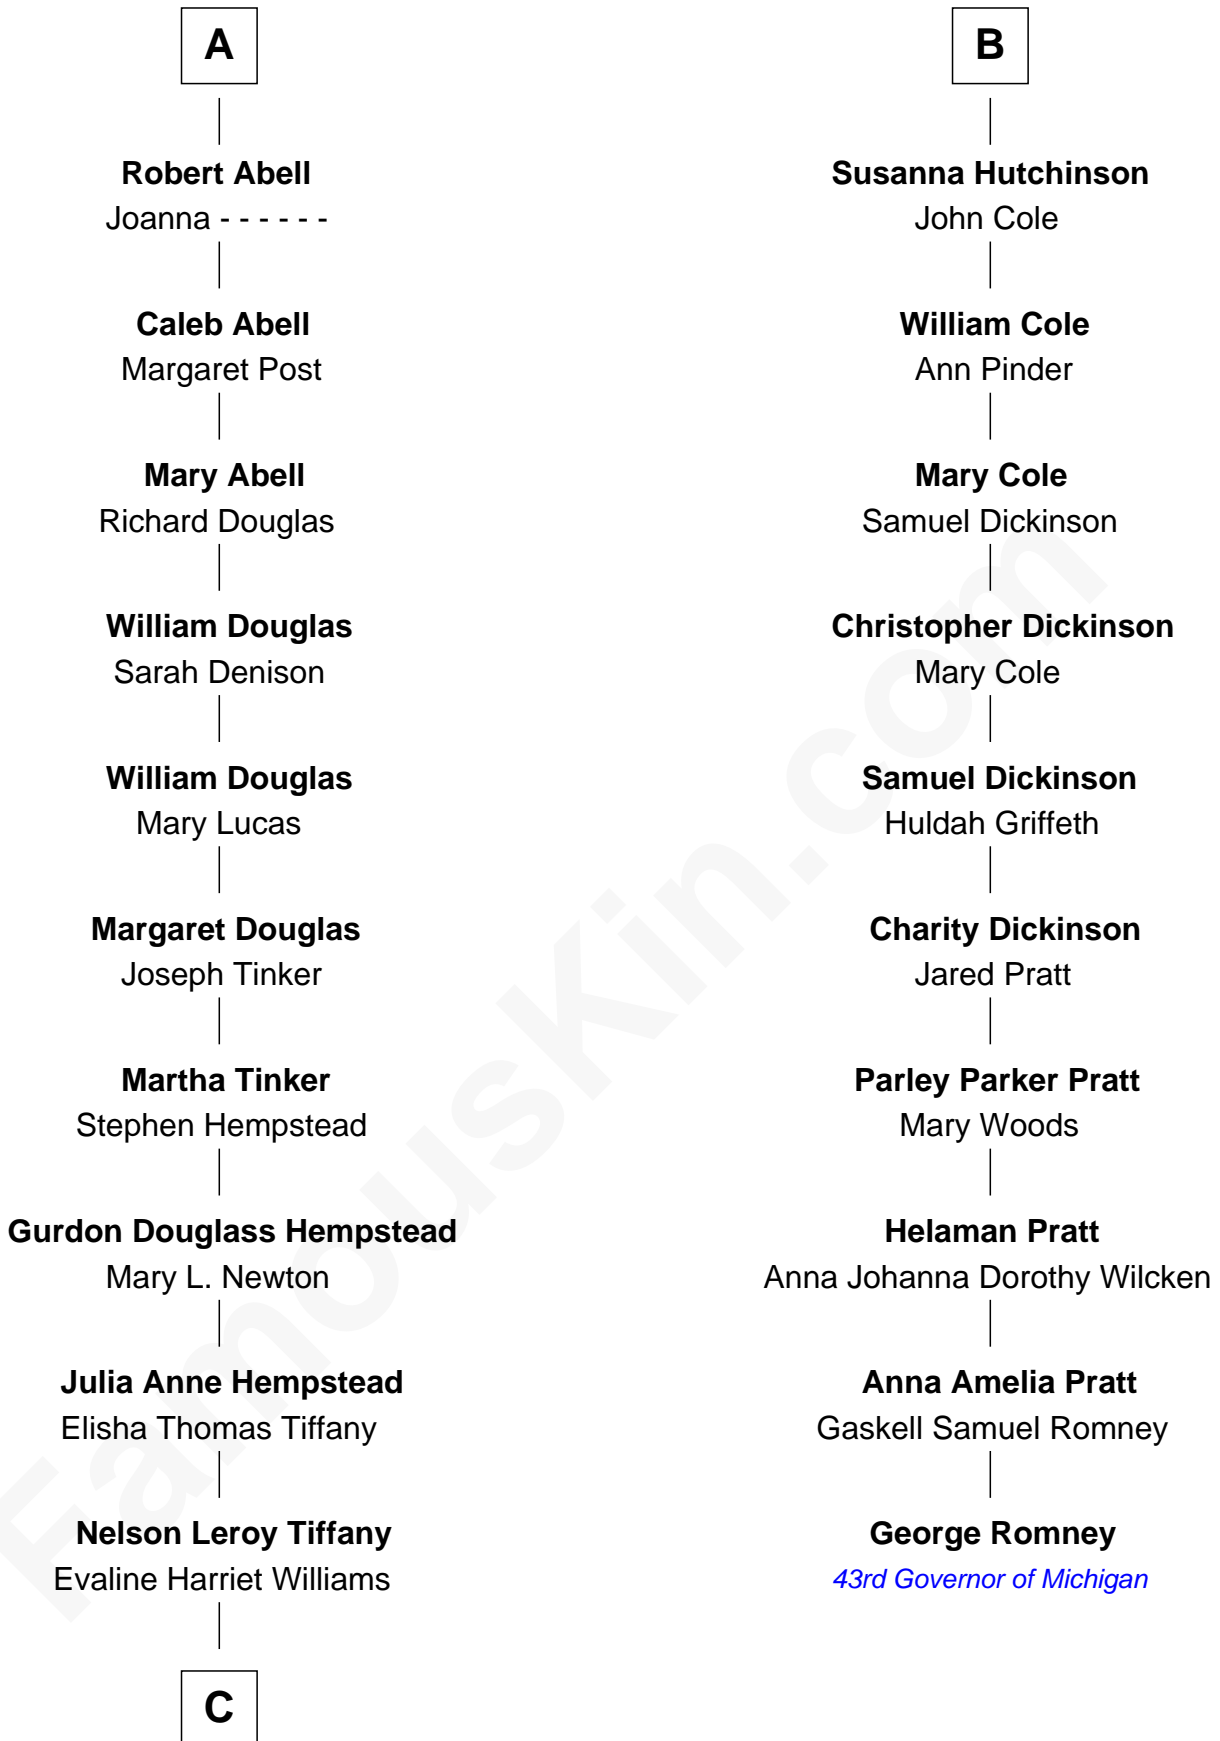 A
Robert Abell
Joanna - - - - - -
Caleb Abell
Margaret Post
Mary Abell
Richard Douglas
William Douglas
Sarah Denison
William Douglas
Mary Lucas
Margaret Douglas
Joseph Tinker
Martha Tinker
Stephen Hempstead
Gurdon Douglass Hempstead
Mary L. Newton
Julia Anne Hempstead
Elisha Thomas Tiffany
Nelson Leroy Tiffany
Evaline Harriet Williams
C
B
Susanna Hutchinson
John Cole
William Cole
Ann Pinder
Mary Cole
Samuel Dickinson
Christopher Dickinson
Mary Cole
Samuel Dickinson
Huldah Griffeth
Charity Dickinson
Jared Pratt
Parley Parker Pratt
Mary Woods
Helaman Pratt
Anna Johanna Dorothy Wilcken
Anna Amelia Pratt
Gaskell Samuel Romney
George Romney
43rd Governor of Michigan
FamousKin.com